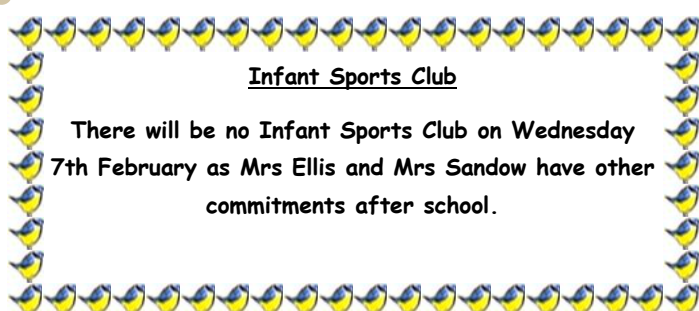 Infant Sports Club
There will be no Infant Sports Club on Wednesday
7th February as Mrs Ellis and Mrs Sandow have other
commitments after school.